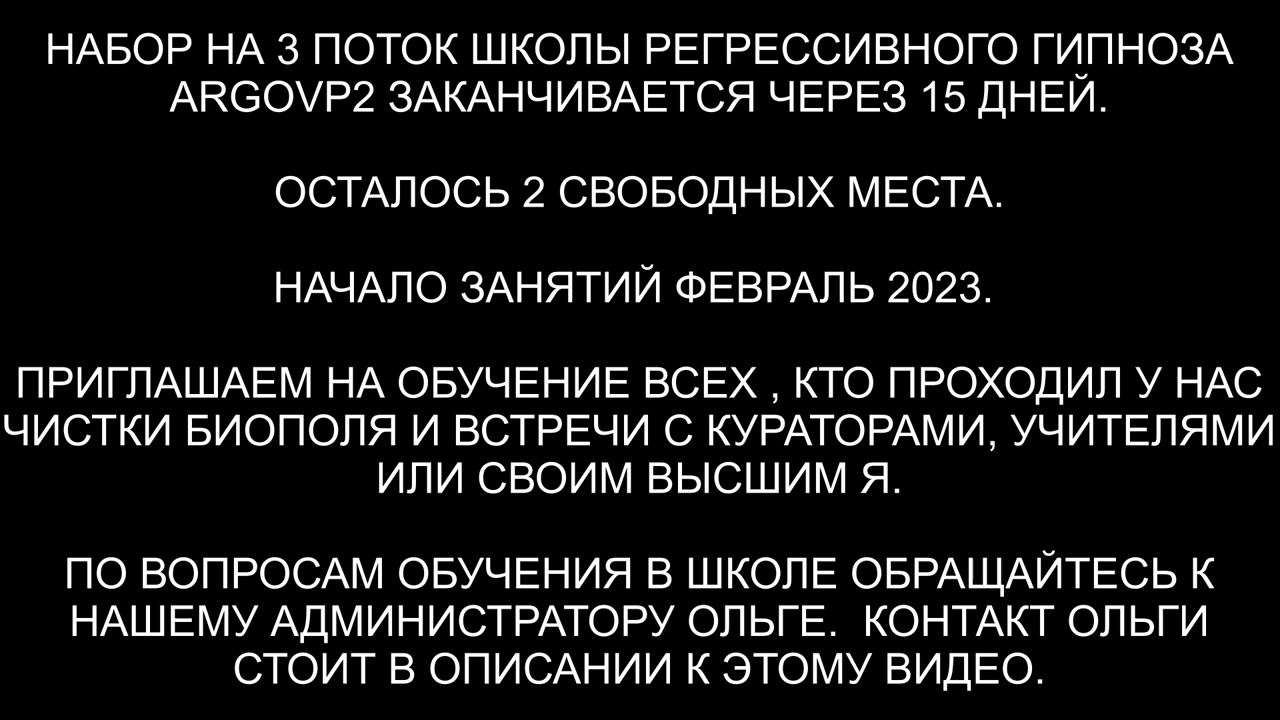 НАБОР НА 3 ПОТОК ШКОЛЫ РЕГРЕССИВНОГО ГИПНОЗА
ARGOVP2 ЗАКАНЧИВАЕТСЯ ЧЕРЕЗ 15 ДНЕЙ.
ОСТАЛОСЬ 2 СВОБОДНЫХ МЕСТА.
НАЧАЛО ЗАНЯТИЙ ФЕВРАЛЬ 2023.
ПРИГЛАШАЕМ НА ОБУЧЕНИЕ ВСЕХ , КТО ПРОХОДИЛ У НАС
ЧИСТКИ БИОПОЛЯ И ВСТРЕЧИ С КУРАТОРАМИ, УЧИТЕЛЯМИ
ИЛИ СВОИМ ВЫСШИМ Я.
ПО ВОПРОСАМ ОБУЧЕНИЯ В ШКОЛЕ ОБРАЩАЙТЕСЬ К
НАШЕМУ АДМИНИСТРАТОРУ ОЛЬГЕ.  КОНТАКТ ОЛЬГИ
СТОИТ В ОПИСАНИИ К ЭТОМУ ВИДЕО.